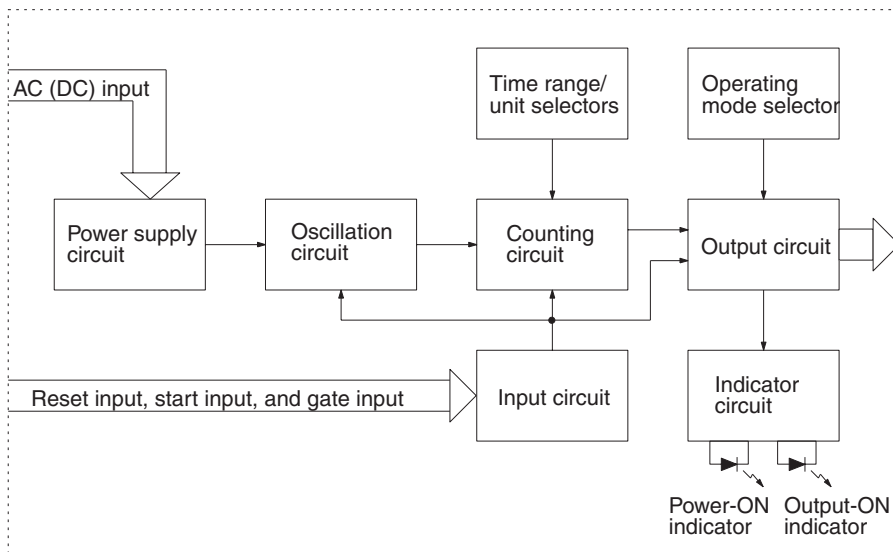 AC (DC) input
Time range/
unit selectors
Operating
mode selector
Power supply
circuit
Oscillation
circuit
Counting
circuit
Output circuit
Reset input, start input, and gate input
Input circuit
Indicator
circuit
Power-ON
indicator
Output-ON
indicator